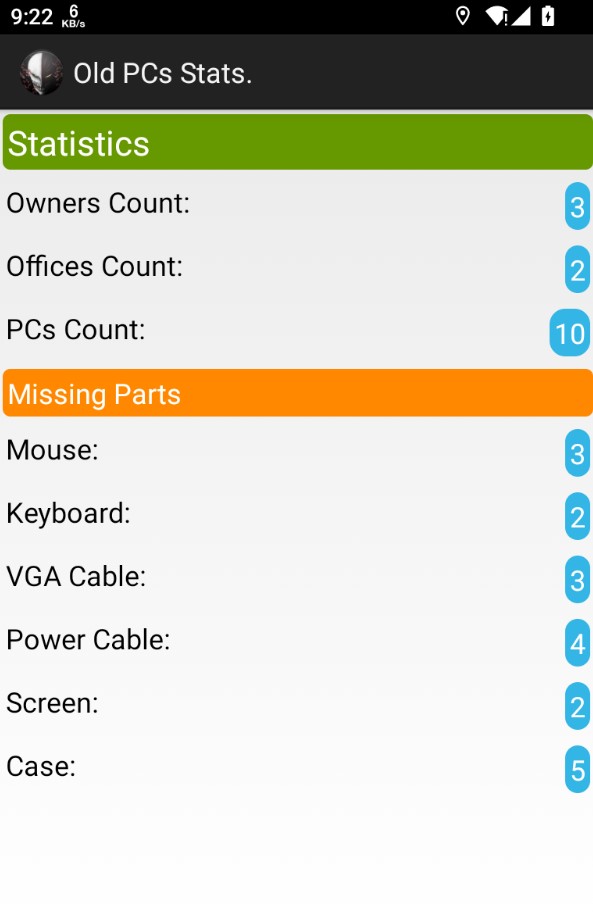 9:22 6 KB/s
Old PCs Stats.
Statistics
Owners Count: 3
Offices Count: 2
PCs Count: 10
Missing Parts
Mouse: 3
Keyboard: 2
VGA Cable: 3
Power Cable: 4
Screen: 2
Case: 5